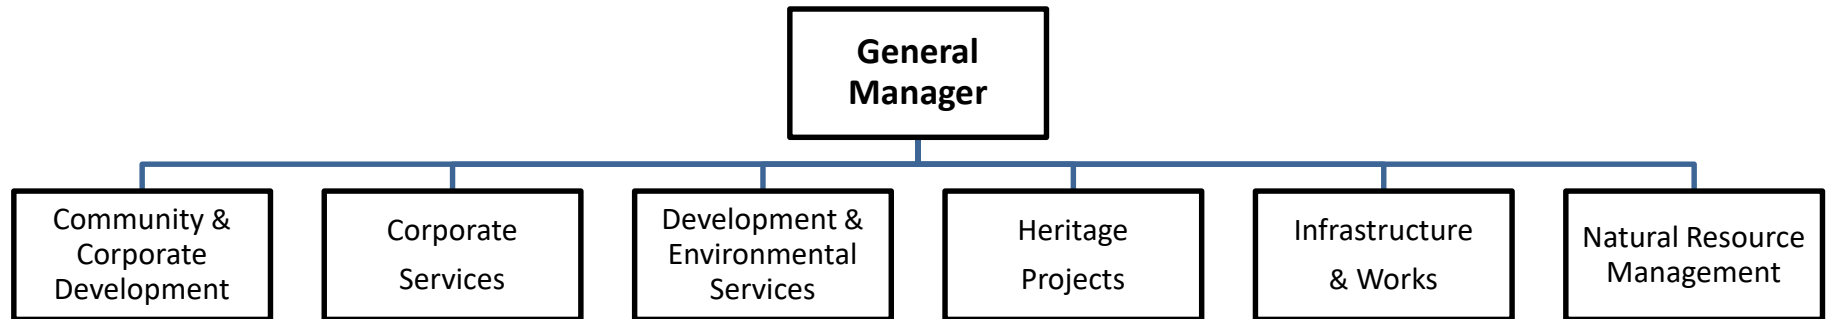 General
Manager
Community &
Corporate
Development
Corporate
Services
Development &
Environmental
Services
Heritage
Projects
Infrastructure
& Works
Natural Resource
Management